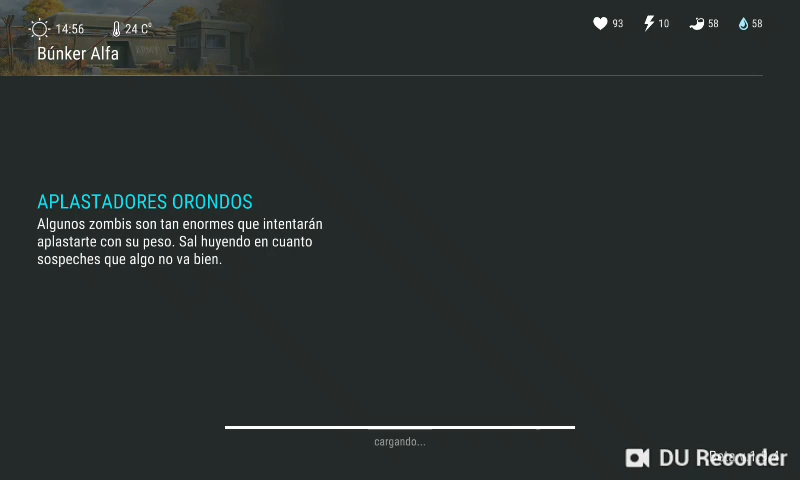 14:56 24 C° 93 10 58 58
Búnker Alfa
APLASTADORES ORONDOS
Algunos zombis son tan enormes que intentarán
aplastarte con su peso. Sal huyendo en cuanto
sospeches que algo no va bien.
cargando...
DU Recorder